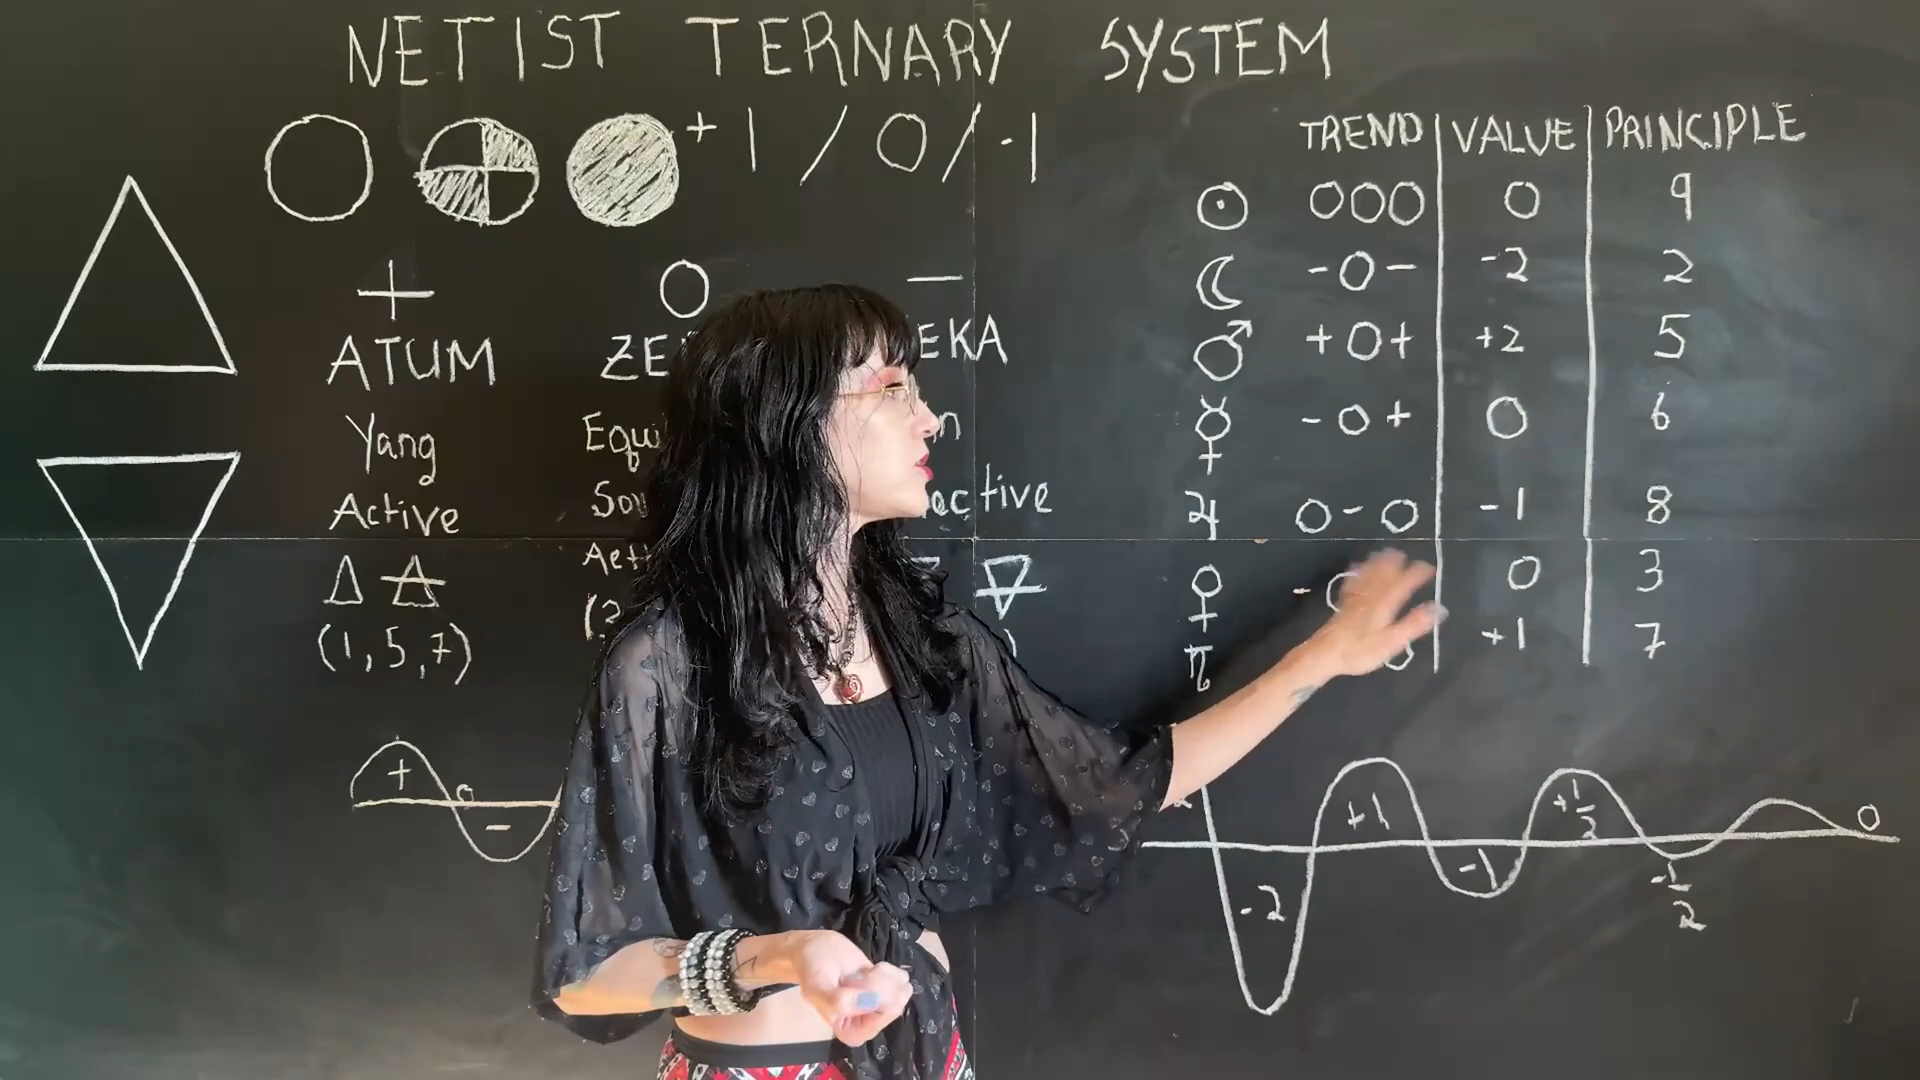 NETIST TERNARY SYSTEM
+1 / 0 / -1
TREND | VALUE | PRINCIPLE
☉ 000 0 9
☾ -0- -2 2
♂ +0+ +2 5
☿ -0+ 0 6
♃ 0-0 -1 8
♀ 0 3
♄ +1 7
+ 0 —
ATUM
Yang
Active
(1, 5, 7)
+ 0 -
-2 +1 -1 +1/2 -1/2 0